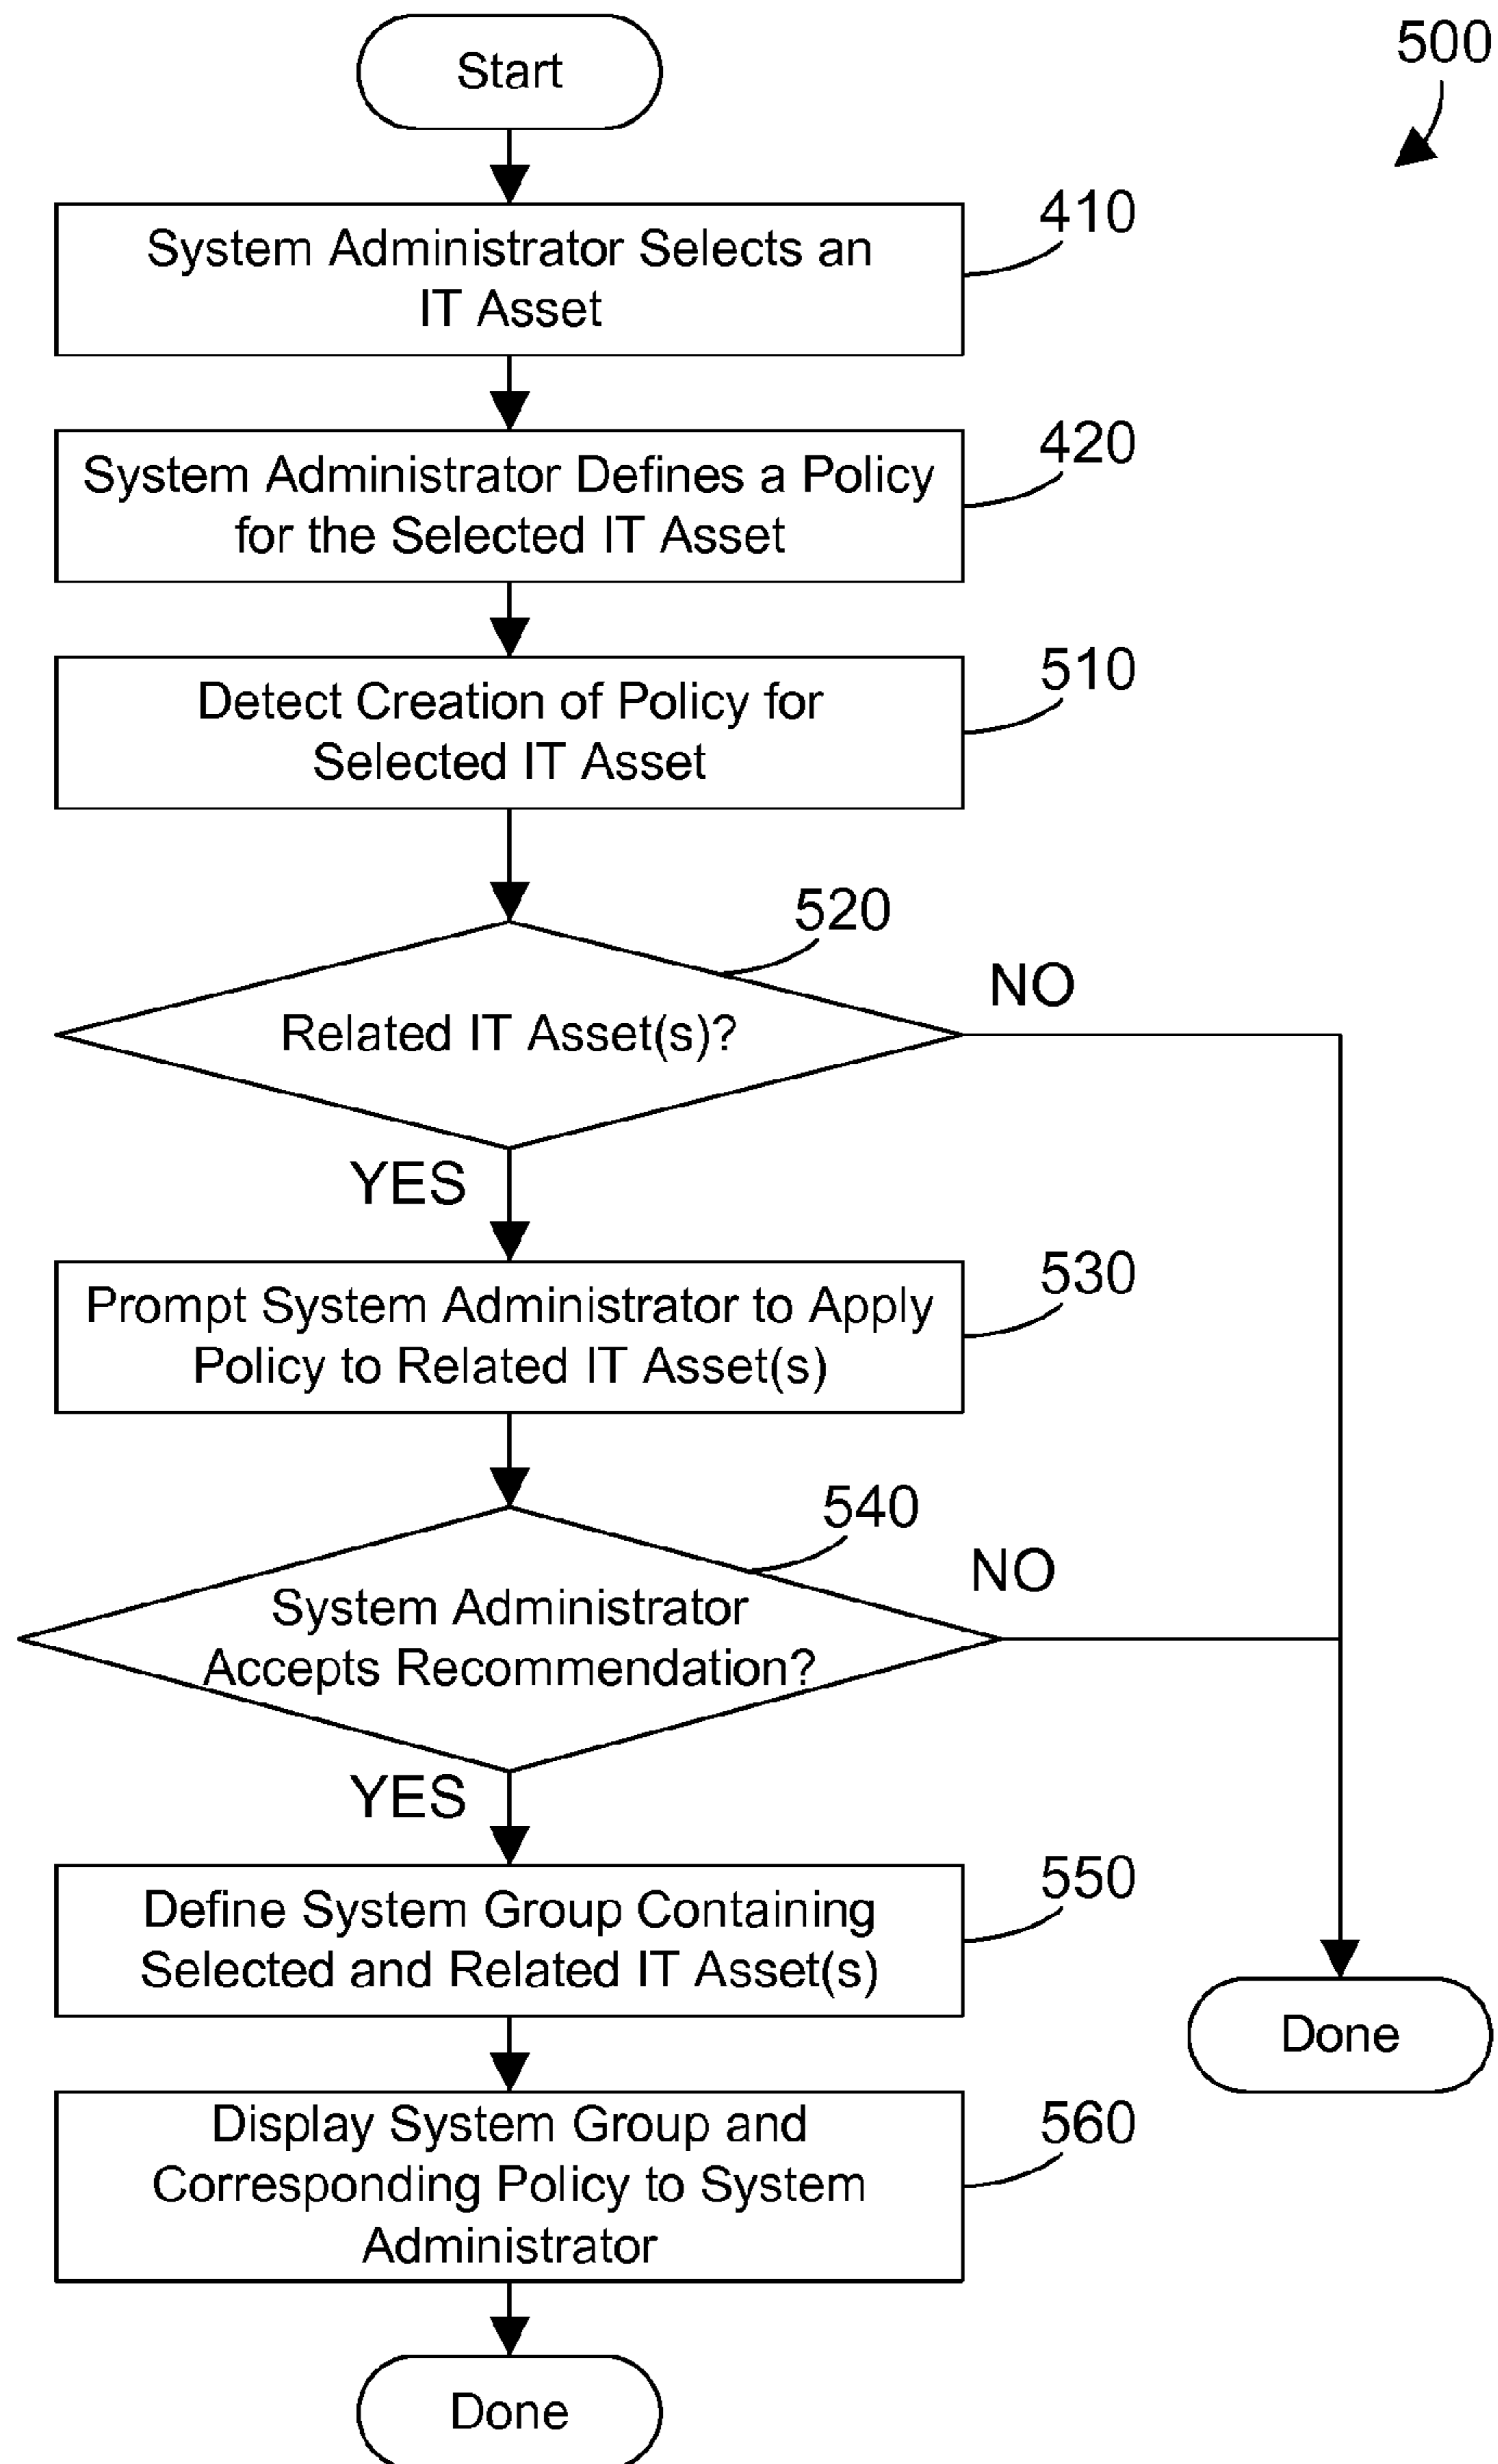 Start
500
System Administrator Selects an
IT Asset
410
System Administrator Defines a Policy
for the Selected IT Asset
420
Detect Creation of Policy for
Selected IT Asset
510
520
Related IT Asset(s)?
NO
YES
Prompt System Administrator to Apply
Policy to Related IT Asset(s)
530
540
System Administrator
Accepts Recommendation?
NO
YES
Define System Group Containing
Selected and Related IT Asset(s)
550
Done
Display System Group and
Corresponding Policy to System
Administrator
560
Done